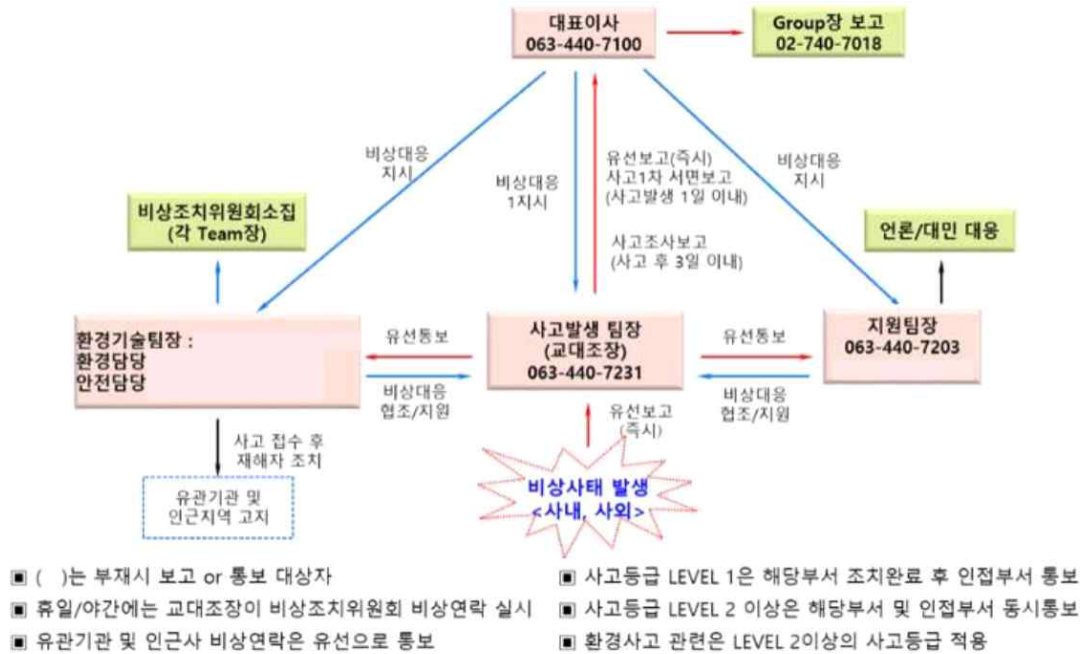 대표이사
063-440-7100
Group장 보고
02-740-7018
비상대응
지시
비상대응
1지시
유선보고(즉시)
사고1차 서면보고
(사고발생 1일 이내)
사고조사보고
(사고 후 3일 이내)
비상대응
지시
비상조치위원회소집
(각 Team장)
언론/대민 대응
환경기술팀장 :
환경담당
안전담당
유선통보
비상대응
협조/지원
사고발생 팀장
(교대조장)
063-440-7231
유선통보
비상대응
협조/지원
지원팀장
063-440-7203
사고 접수 후
재해자 조치
유관기관 및
인근지역 고지
유선보고
(즉시)
비상사태 발생
<사내, 사외>
▣ ( )는 부재시 보고 or 통보 대상자
▣ 휴일/야간에는 교대조장이 비상조치위원회 비상연락 실시
▣ 유관기관 및 인근사 비상연락은 유선으로 통보
▣ 사고등급 LEVEL 1은 해당부서 조치완료 후 인접부서 통보
▣ 사고등급 LEVEL 2 이상은 해당부서 및 인접부서 동시통보
▣ 환경사고 관련은 LEVEL 2이상의 사고등급 적용